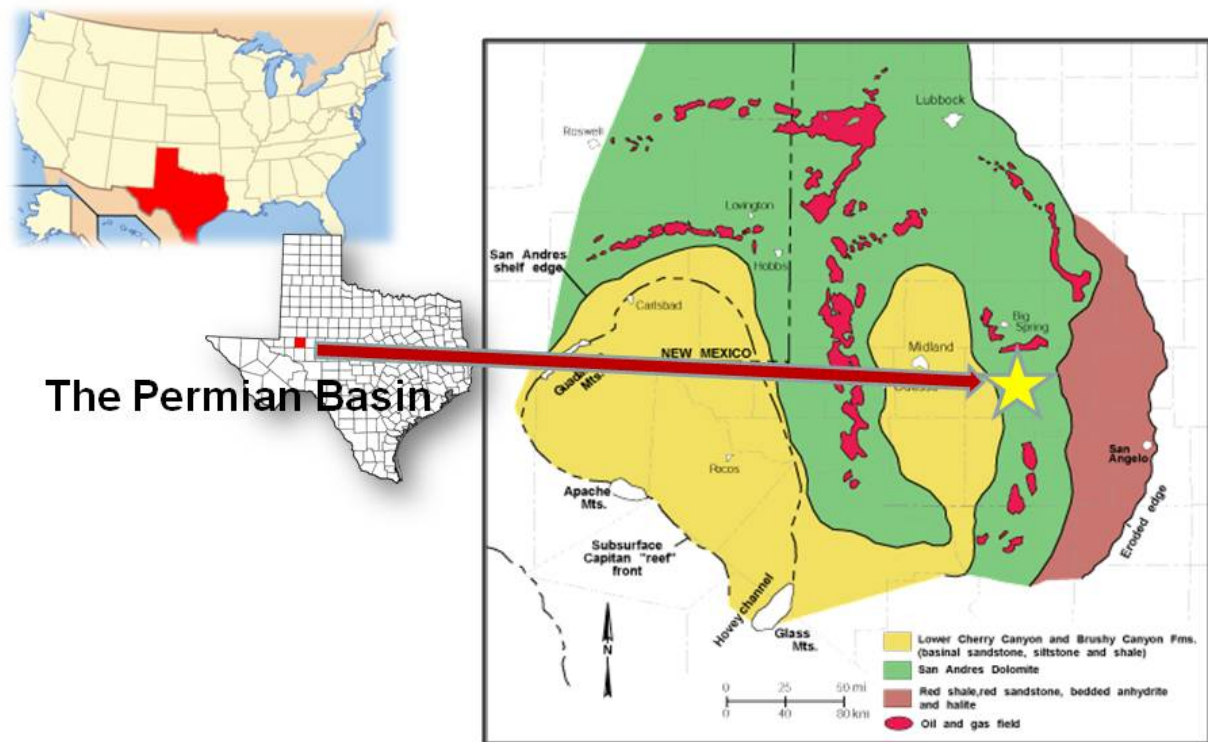 The Permian Basin
Lubbock
Roswell
Lovington
San Andres
shelf edge
Hobbs
Carlsbad
Big
Spring
NEW MEXICO
Midland
Guada
Mts.
Pecos
San
Angelo
Apache
Mts.
Eroded edge
Subsurface
Capitan "reef"
front
Hovey channel
Glass
Mts.
N
0 25 50 mi
0 40 80 km
Lower Cherry Canyon and Brushy Canyon Fms.
(basinal sandstone, siltstone and shale)
San Andres Dolomite
Red shale,red sandstone, bedded anhydrite
and halite
Oil and gas field